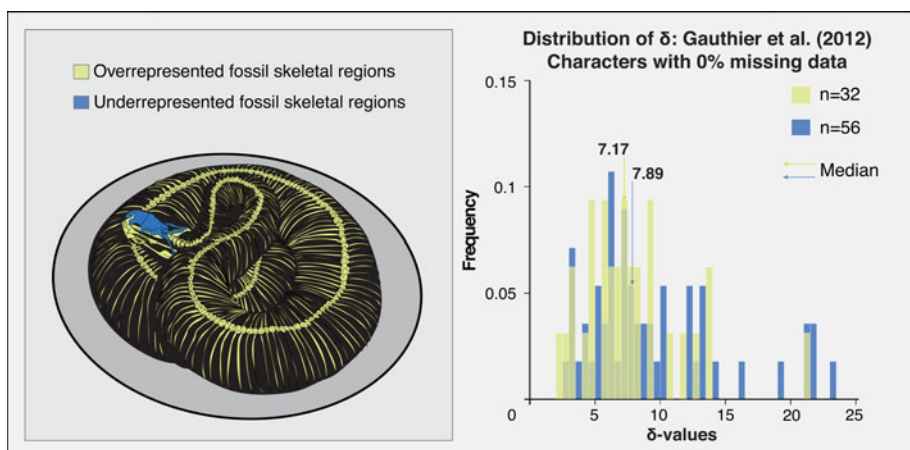 Overrepresented fossil skeletal regions
Underrepresented fossil skeletal regions
Distribution of δ: Gauthier et al. (2012)
Characters with 0% missing data
0.15
0.1
0.05
0
Frequency
7.17
7.89
n=32
n=56
Median
5
10
15
20
25
δ-values